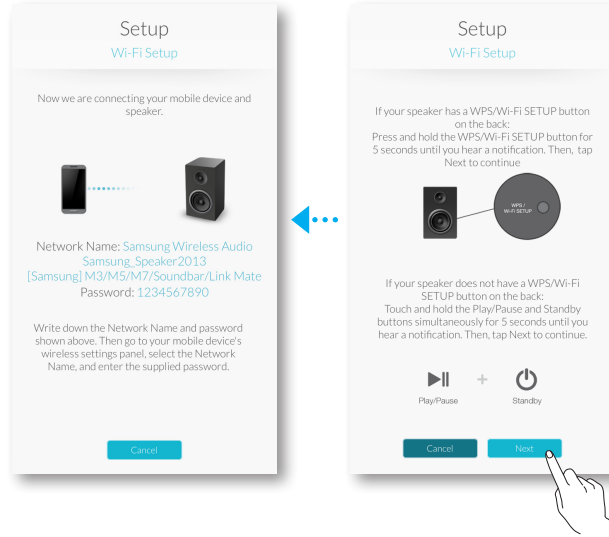 Setup
Wi-Fi Setup
Now we are connecting your mobile device and
speaker.
Network Name: Samsung Wireless Audio
Samsung_Speaker2013
[Samsung] M3/M5/M7/Soundbar/Link Mate
Password: 1234567890
Write down the Network Name and password
shown above. Then go to your mobile device's
wireless settings panel, select the Network
Name, and enter the supplied password.
Cancel
Setup
Wi-Fi Setup
If your speaker has a WPS/Wi-Fi SETUP button
on the back:
Press and hold the WPS/Wi-Fi SETUP button for
5 seconds until you hear a notification. Then, tap
Next to continue
WPS /
Wi-Fi SETUP
If your speaker does not have a WPS/Wi-Fi
SETUP button on the back:
Touch and hold the Play/Pause and Standby
buttons simultaneously for 5 seconds until you
hear a notification. Then, tap Next to continue.
+
Play/Pause
Standby
Cancel
Next